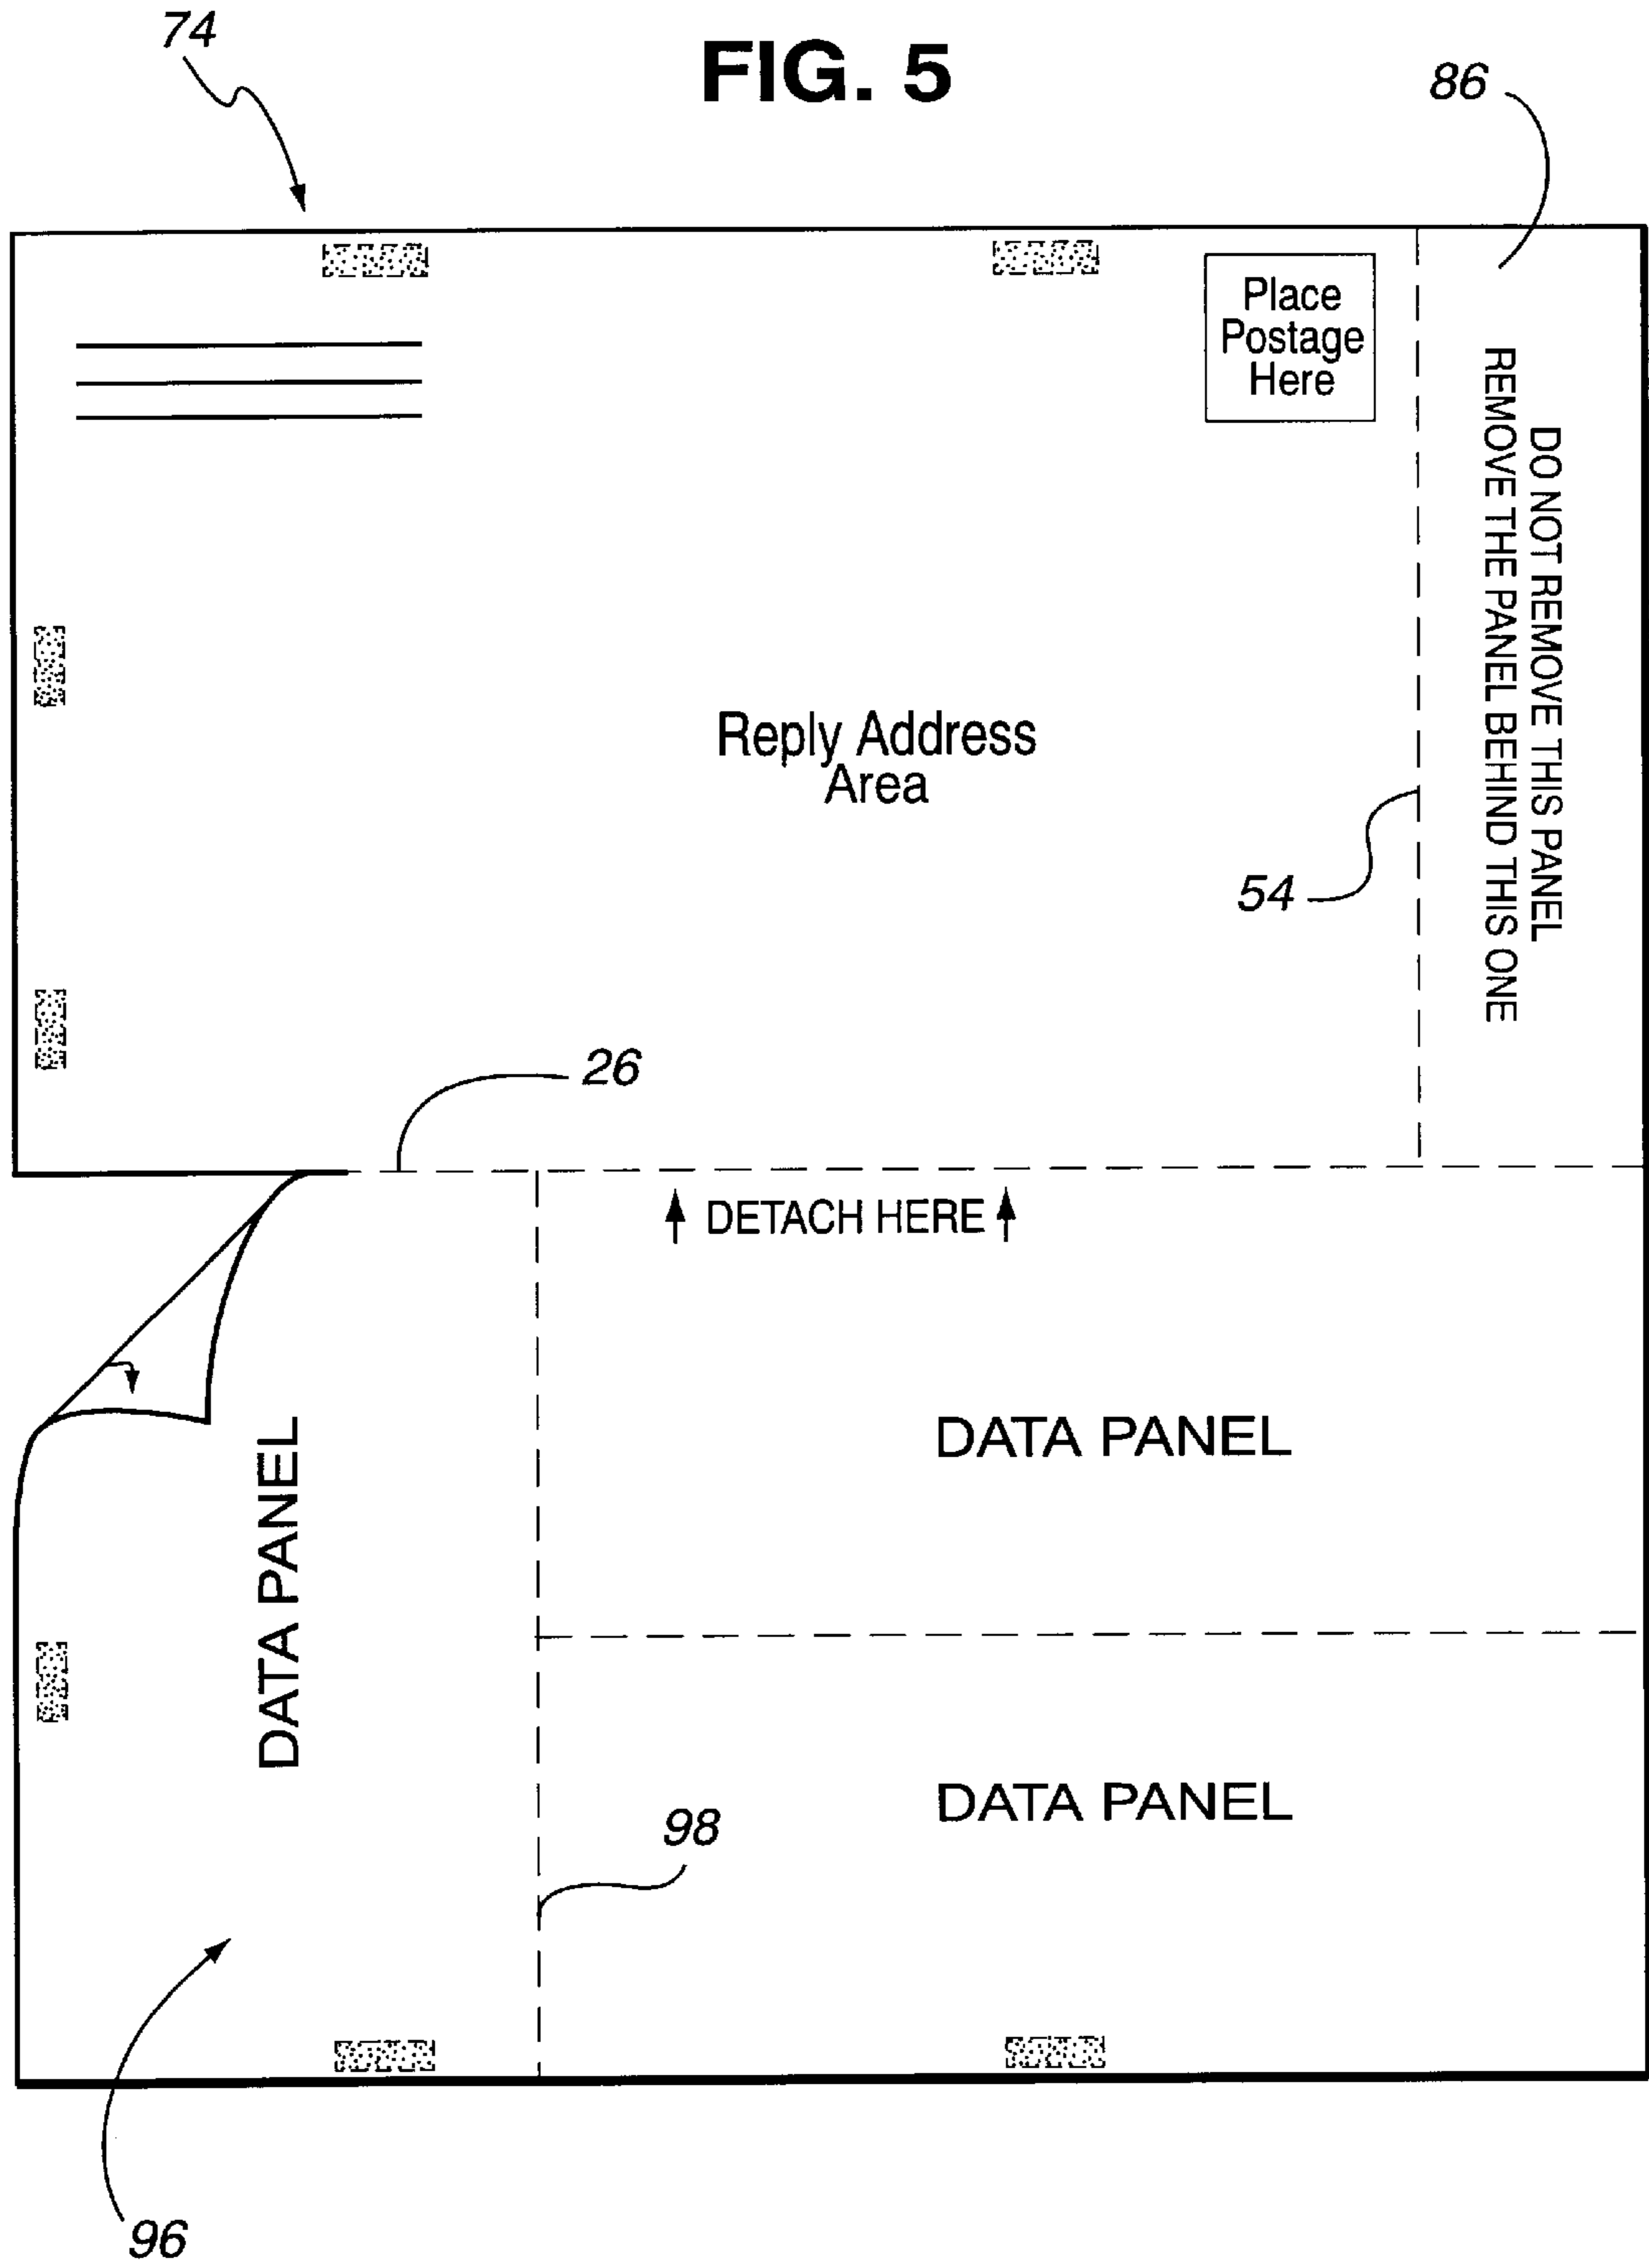 74
FIG. 5
86
Place
Postage
Here
DO NOT REMOVE THIS PANEL
REMOVE THE PANEL BEHIND THIS ONE
Reply Address
Area
54
26
DETACH HERE
DATA PANEL
DATA PANEL
DATA PANEL
98
96